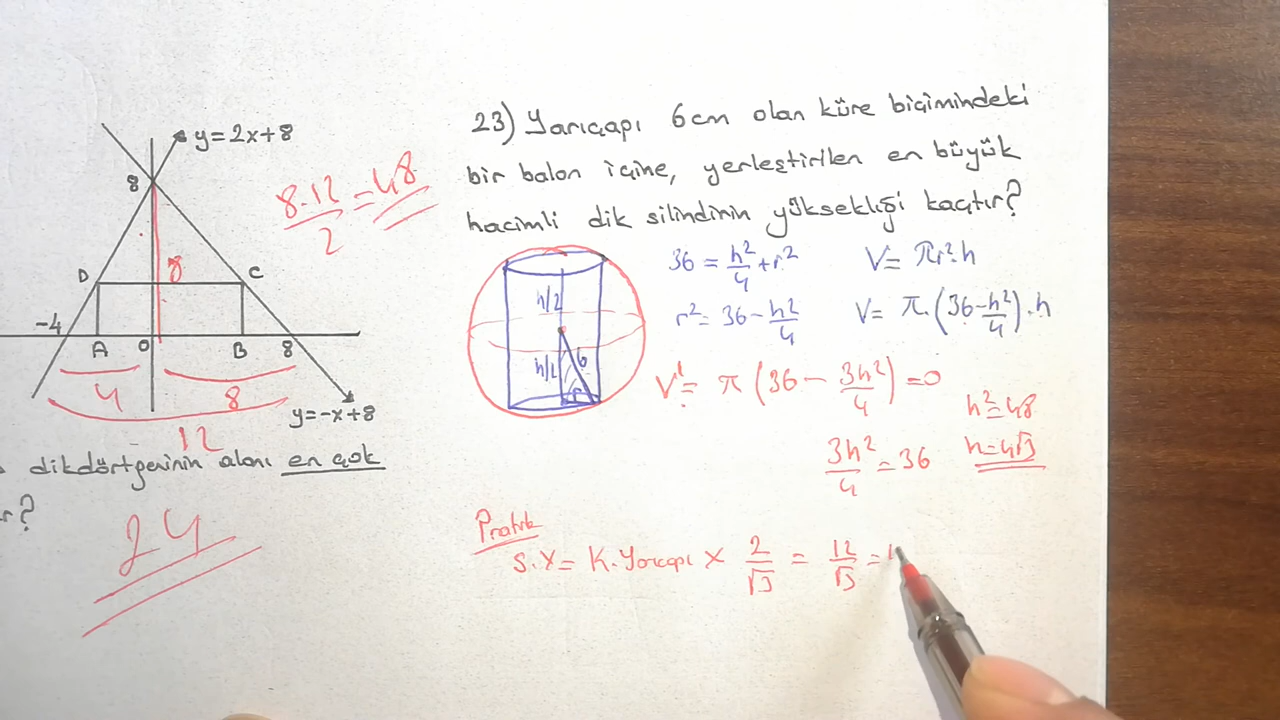 y=2x+8
8
8·12/2 = 48
D
8
C
-4
A
O
B
8
4
8
y=-x+8
12
dikdörtgeninin alanı en çok
r?
24
23) Yarıçapı 6cm olan küre biçimindeki
bir balon içine, yerleştirilen en büyük
hacimli dik silindirin yüksekliği kaçtır?
h/2
h/2
6
r
36 = h²/4 + r²
V = πr²h
r² = 36 - h²/4
V = π.(36-h²/4).h
V' = π(36 - 3h²/4) = 0
h²=48
3h²/4 = 36
h=4√3
Pratik
S.Y = K.Yarıçapı × 2/√3 = 12/√3 =